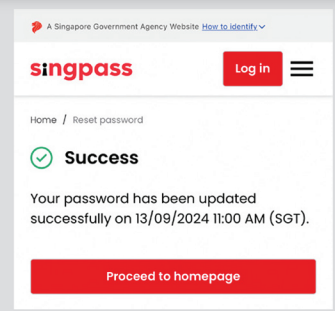 A Singapore Government Agency Website How to identify
singpass
Log in
Home / Reset password
Success
Your password has been updated
successfully on 13/09/2024 11:00 AM (SGT).
Proceed to homepage